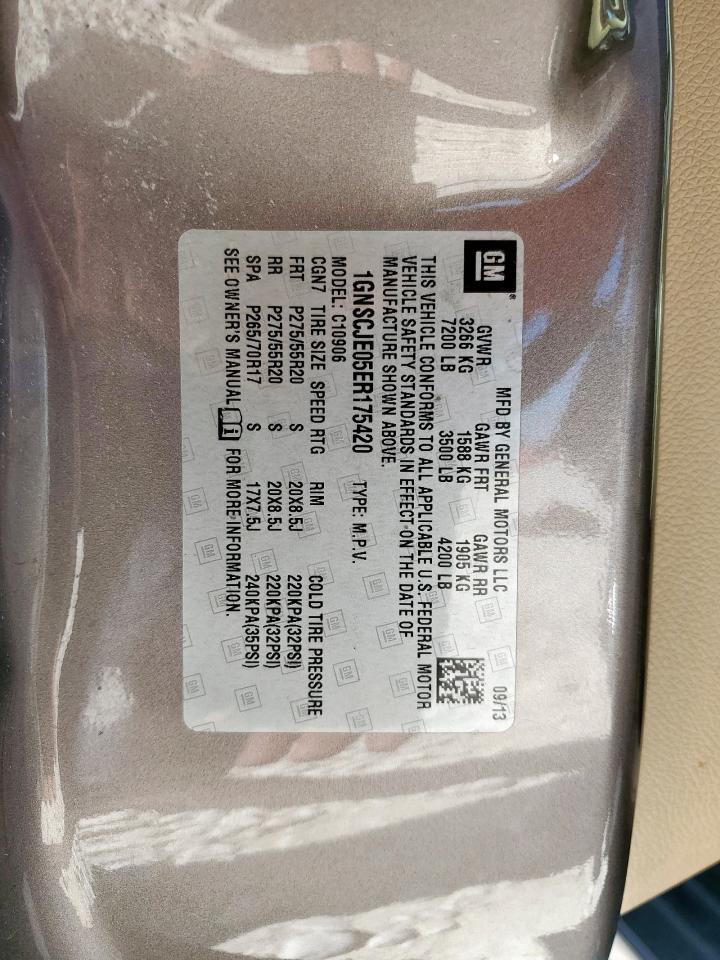 GM®
MFD BY GENERAL MOTORS LLC 09/13
GVWR GAWR FRT GAWR RR
3266 KG 1588 KG 1905 KG
7200 LB 3500 LB 4200 LB
THIS VEHICLE CONFORMS TO ALL APPLICABLE U.S. FEDERAL MOTOR
VEHICLE SAFETY STANDARDS IN EFFECT ON THE DATE OF
MANUFACTURE SHOWN ABOVE.
1GNSCJE05ER175420 TYPE: M.P.V.
MODEL: C10906
CGN7 TIRE SIZE SPEED RTG RIM COLD TIRE PRESSURE
FRT P275/55R20 S 20X8.5J 220KPA(32PSI)
RR P275/55R20 S 20X8.5J 220KPA(32PSI)
SPA P265/70R17 S 17X7.5J 240KPA(35PSI)
SEE OWNER'S MANUAL i FOR MORE INFORMATION.